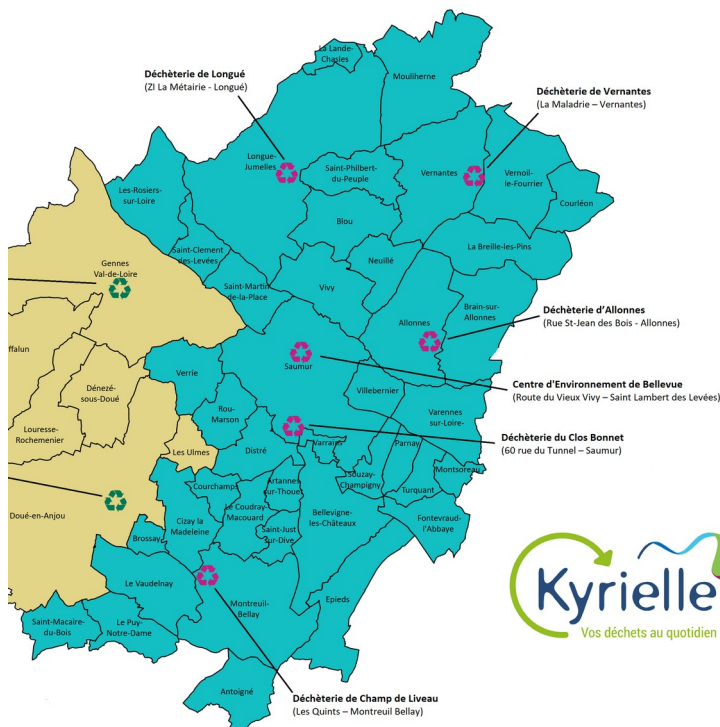 La Lande-
Chasles
Mouliherne
Déchèterie de Longué
(ZI La Métairie - Longué)
Déchèterie de Vernantes
(La Maladrie – Vernantes)
Longue-
Jumelles
Saint-Philbert-
du-Peuple
Vernantes
Vernoil-
le-Fourrier
Les-Rosiers-
sur-Loire
Courléon
Blou
Saint-Clement
des-Levées
Neuillé
La Breille-les-Pins
Gennes
Val-de-Loire
Saint-Martin
de-la-Place
Vivy
Brain-sur-
Allonnes
Allonnes
Déchèterie d'Allonnes
(Rue St-Jean des Bois - Allonnes)
ffalun
Verrie
Saumur
Dénezé-
sous-Doué
Villebernier
Centre d'Environnement de Bellevue
(Route du Vieux Vivy – Saint Lambert des Levées)
Rou-
Marson
Varennes
sur-Loire-
Louresse-
Rochemenier
Les Ulmes
Distré
Varrains
Parnay
Déchèterie du Clos Bonnet
(60 rue du Tunnel – Saumur)
Montsoreau
Souzay-
Champigny
Courchamps
Artannes
sur-Thouet
Turquant
Doué-en-Anjou
Cizay la
Madeleine
Le Coudray-
Macouard
Bellevigne-
les-Châteaux
Fontevraud-
l'Abbaye
Brossay
Saint-Just
sur-Dive
Le Vaudelnay
Montreuil-
Bellay
Epieds
Kyrielle
Vos déchets au quotidien
Saint-Macaire-
du-Bois
Le Puy-
Notre-Dame
Antoigné
Déchèterie de Champ de Liveau
(Les Quints – Montreuil Bellay)